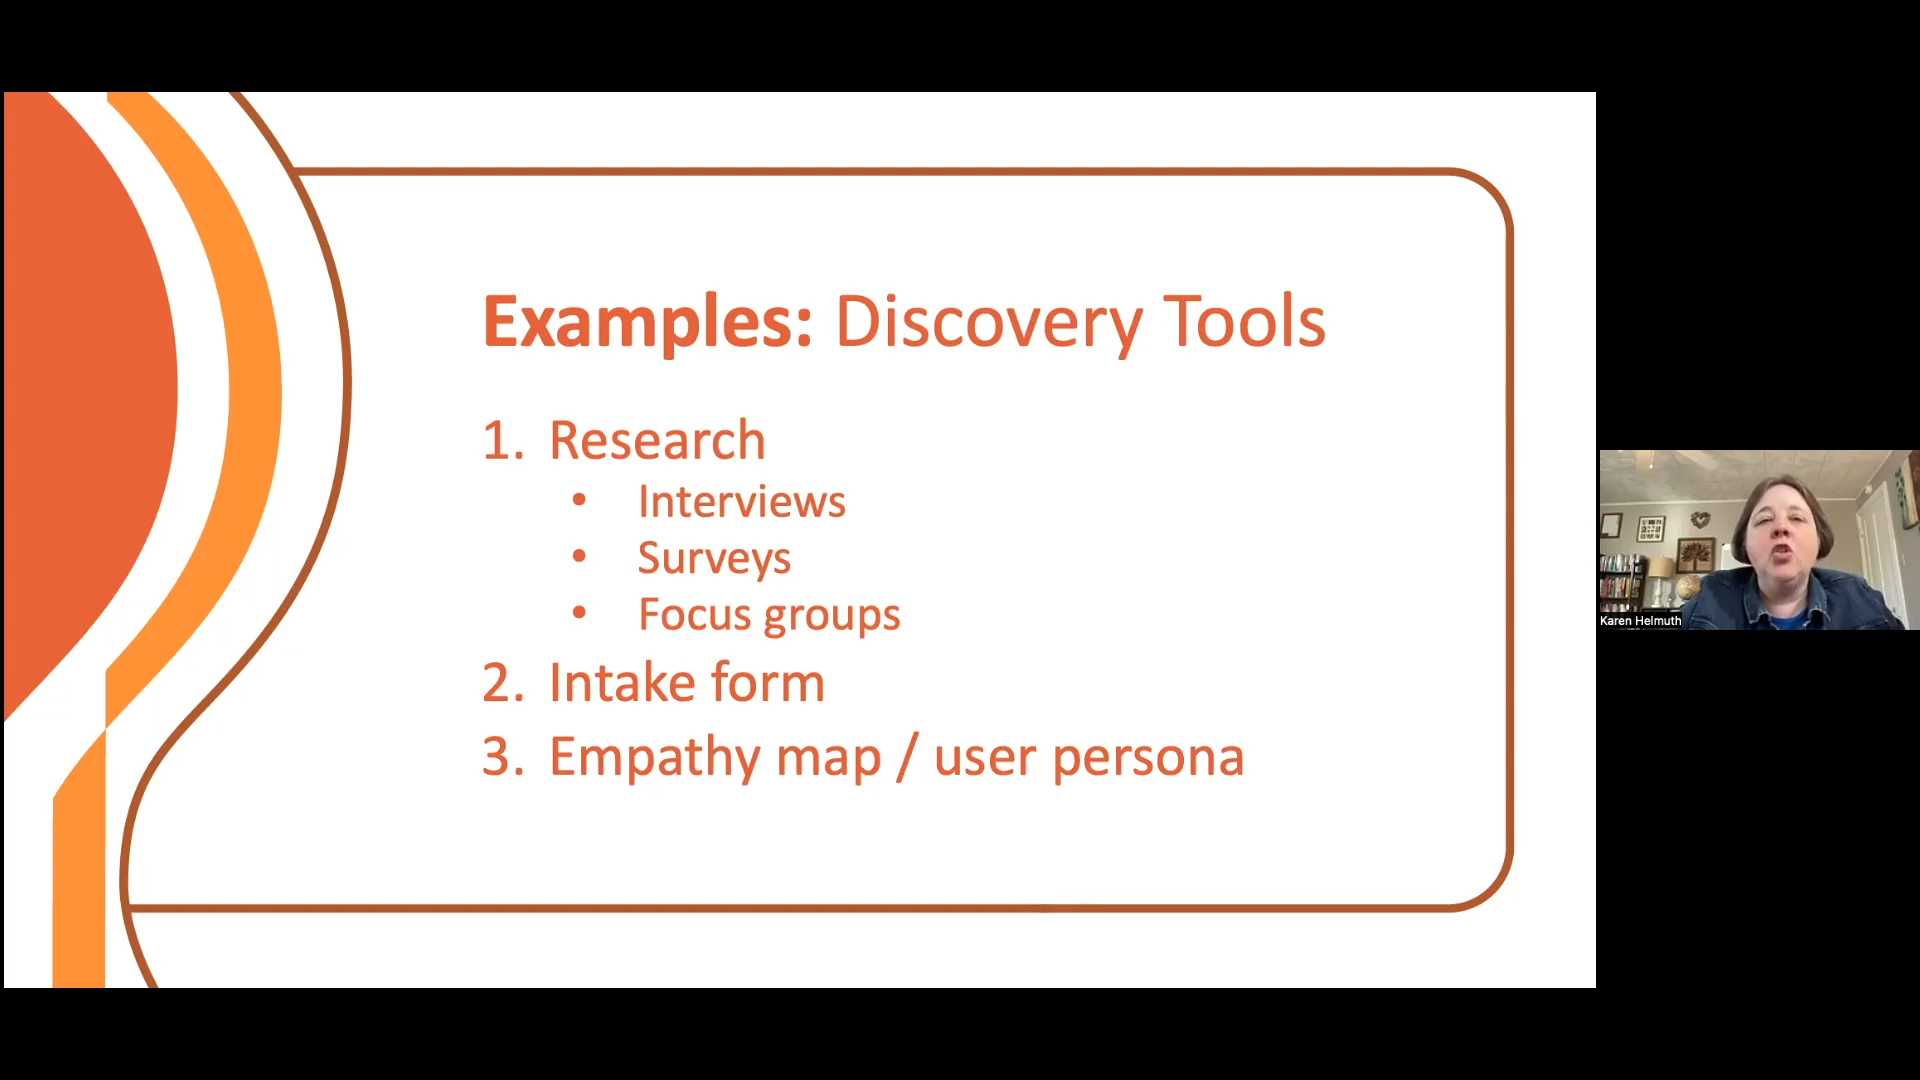 Examples: Discovery Tools
1. Research
• Interviews
• Surveys
• Focus groups
2. Intake form
3. Empathy map / user persona
Karen Helmuth